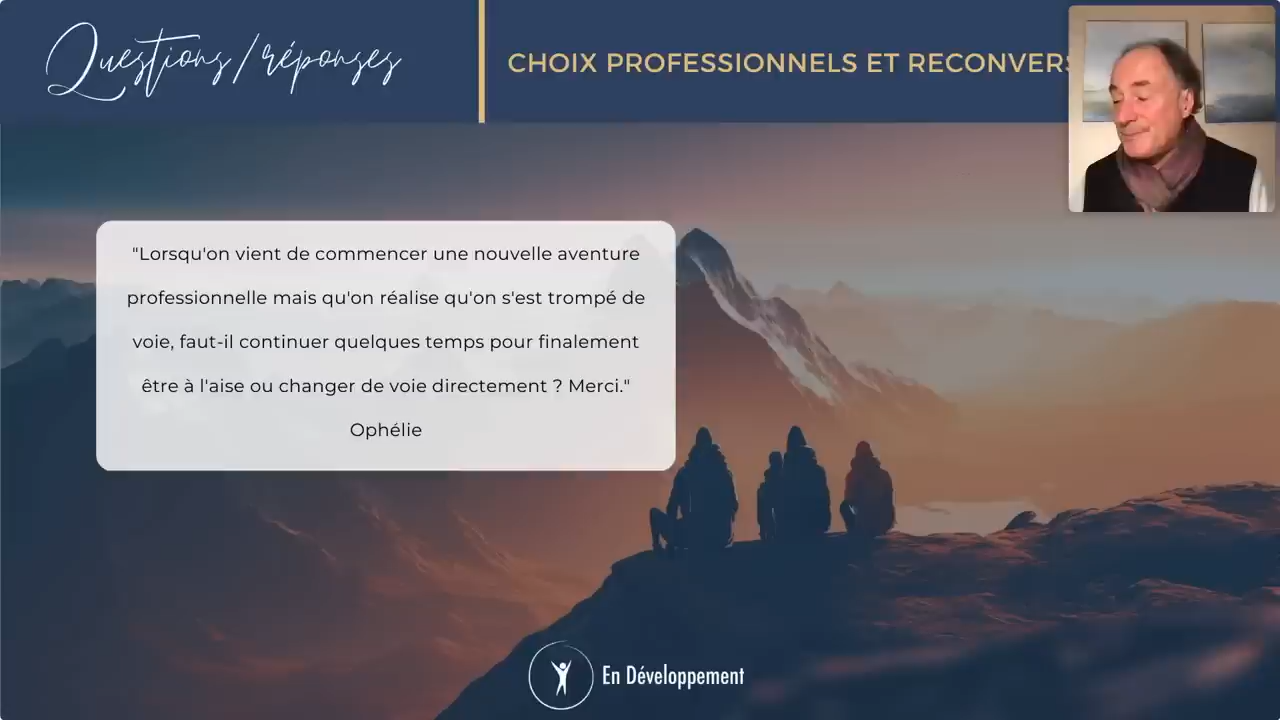 Questions/réponses
CHOIX PROFESSIONNELS ET RECONVERS
"Lorsqu'on vient de commencer une nouvelle aventure
professionnelle mais qu'on réalise qu'on s'est trompé de
voie, faut-il continuer quelques temps pour finalement
être à l'aise ou changer de voie directement ? Merci."
Ophélie
En Développement